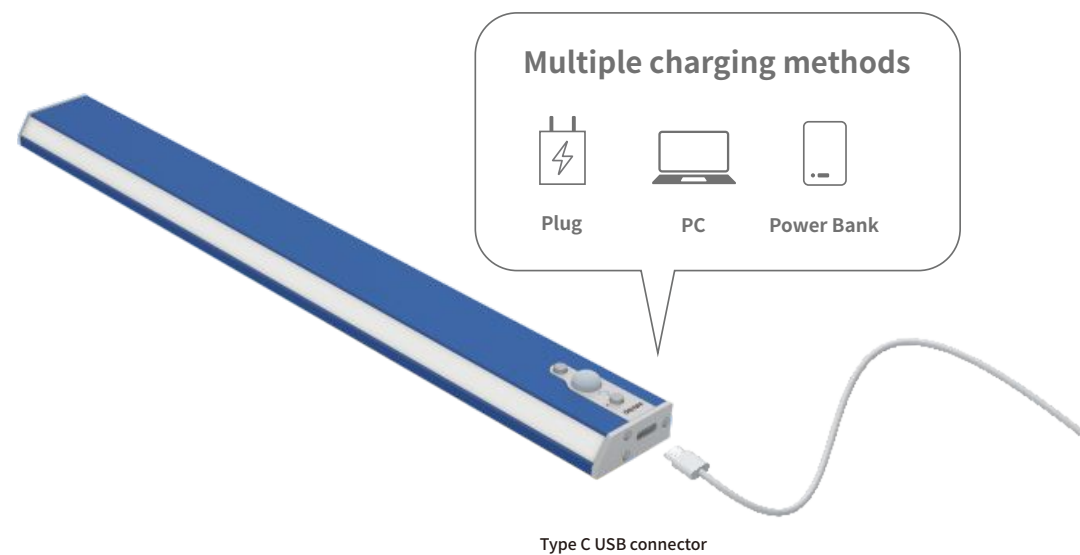 Multiple charging methods
Plug
PC
Power Bank
Type C USB connector